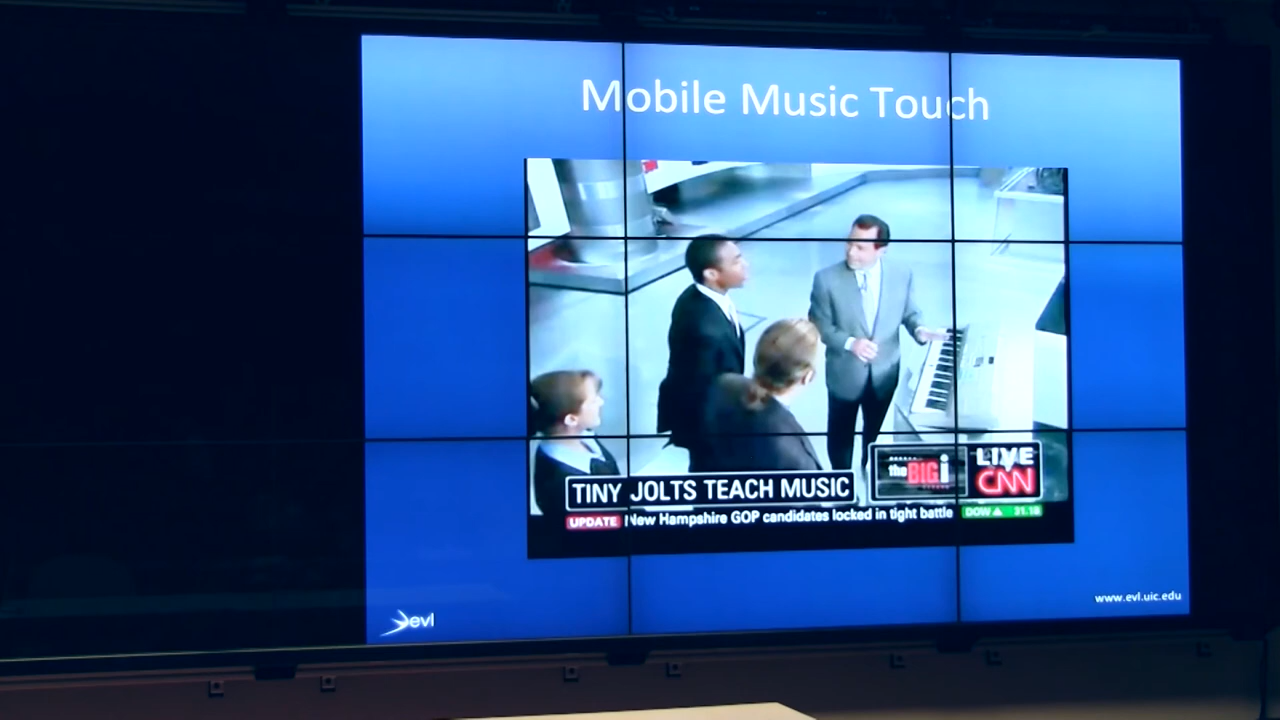 Mobile Music Touch
the BIG i
LIVE
CNN
TINY JOLTS TEACH MUSIC
UPDATE New Hampshire GOP candidates locked in tight battle
DOW ▲ 31.18
www.evl.uic.edu
evl